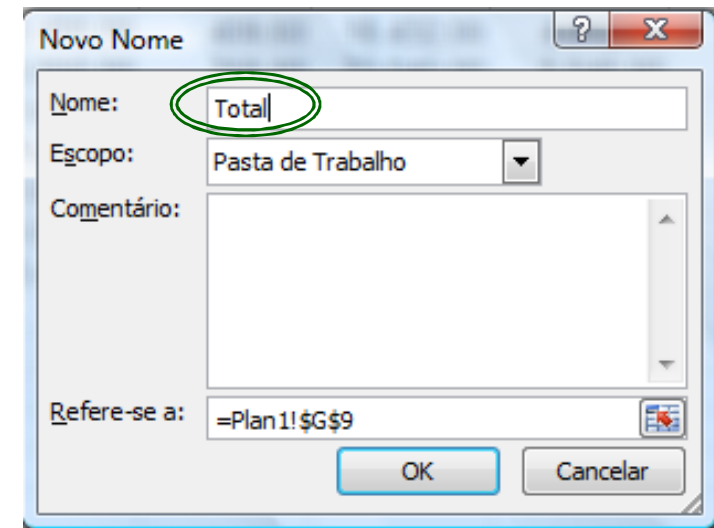 Novo Nome
Nome: Total
Escopo: Pasta de Trabalho
Comentário:
Refere-se a: =Plan1!$G$9
OK Cancelar